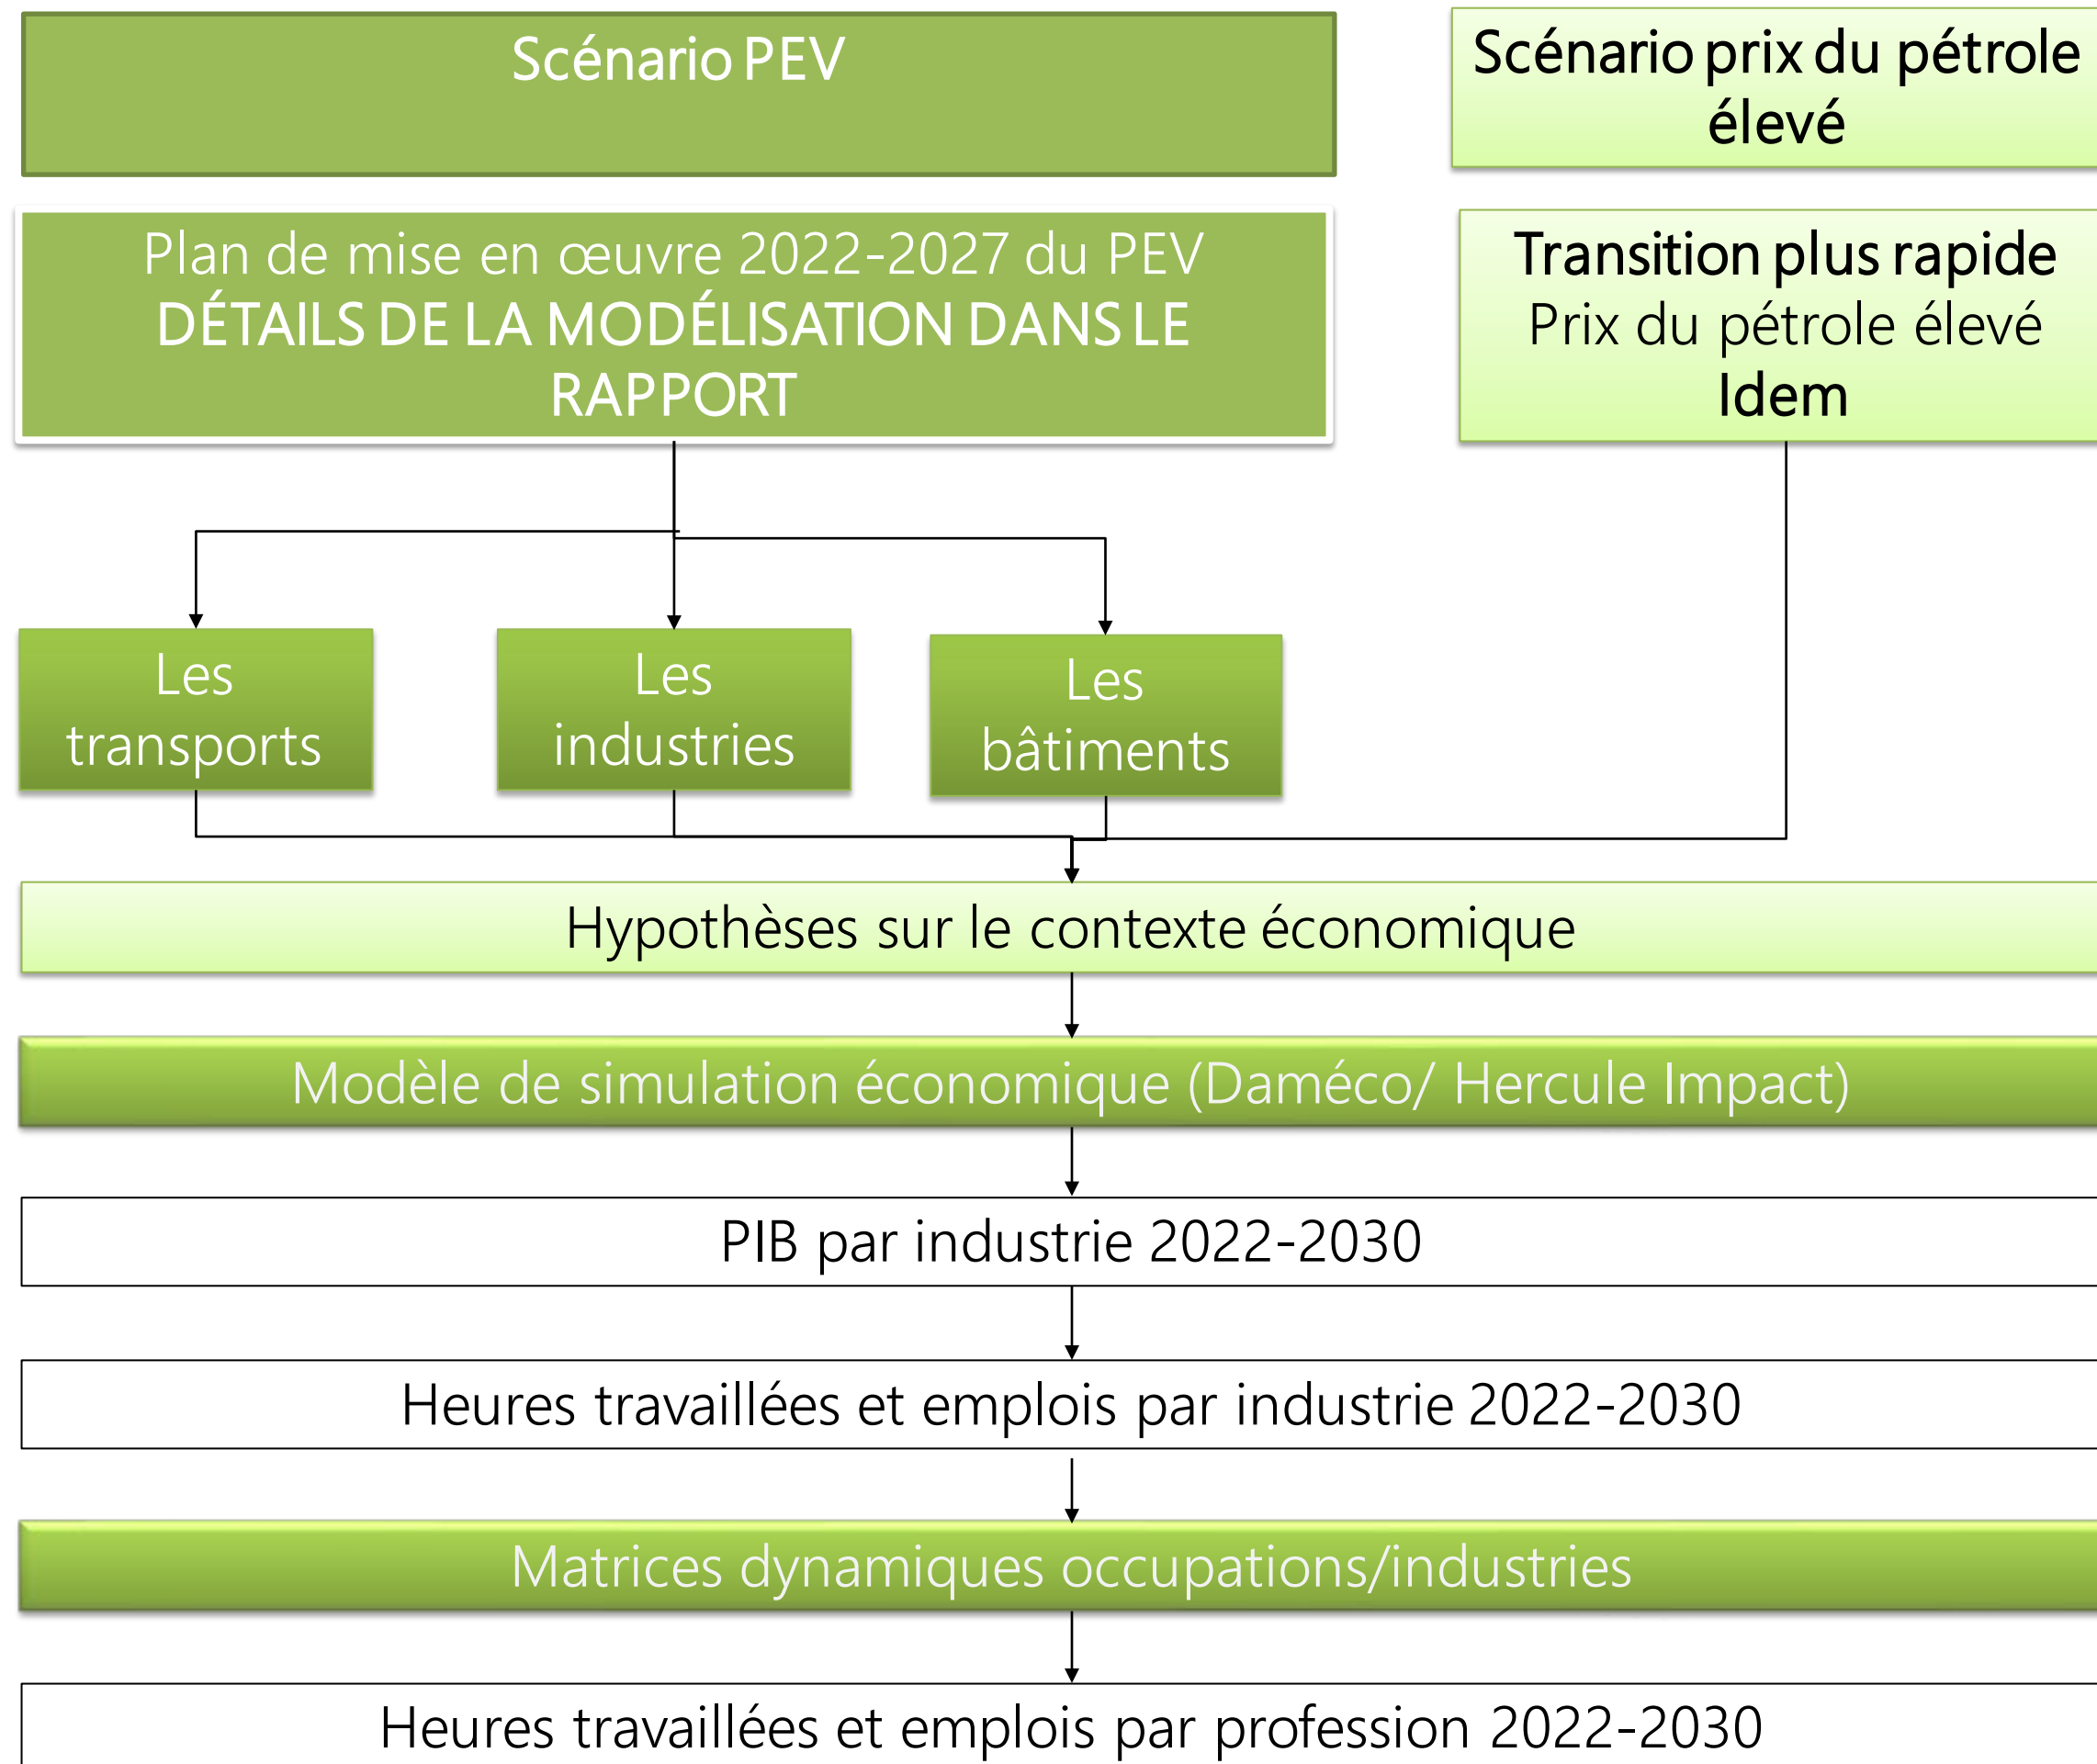 Scénario PEV
Scénario prix du pétrole
élevé
Plan de mise en œuvre 2022-2027 du PEV
DÉTAILS DE LA MODÉLISATION DANS LE
RAPPORT
Transition plus rapide
Prix du pétrole élevé
Idem
Les
transports
Les
industries
Les
bâtiments
Hypothèses sur le contexte économique
Modèle de simulation économique (Daméco/ Hercule Impact)
PIB par industrie 2022-2030
Heures travaillées et emplois par industrie 2022-2030
Matrices dynamiques occupations/industries
Heures travaillées et emplois par profession 2022-2030